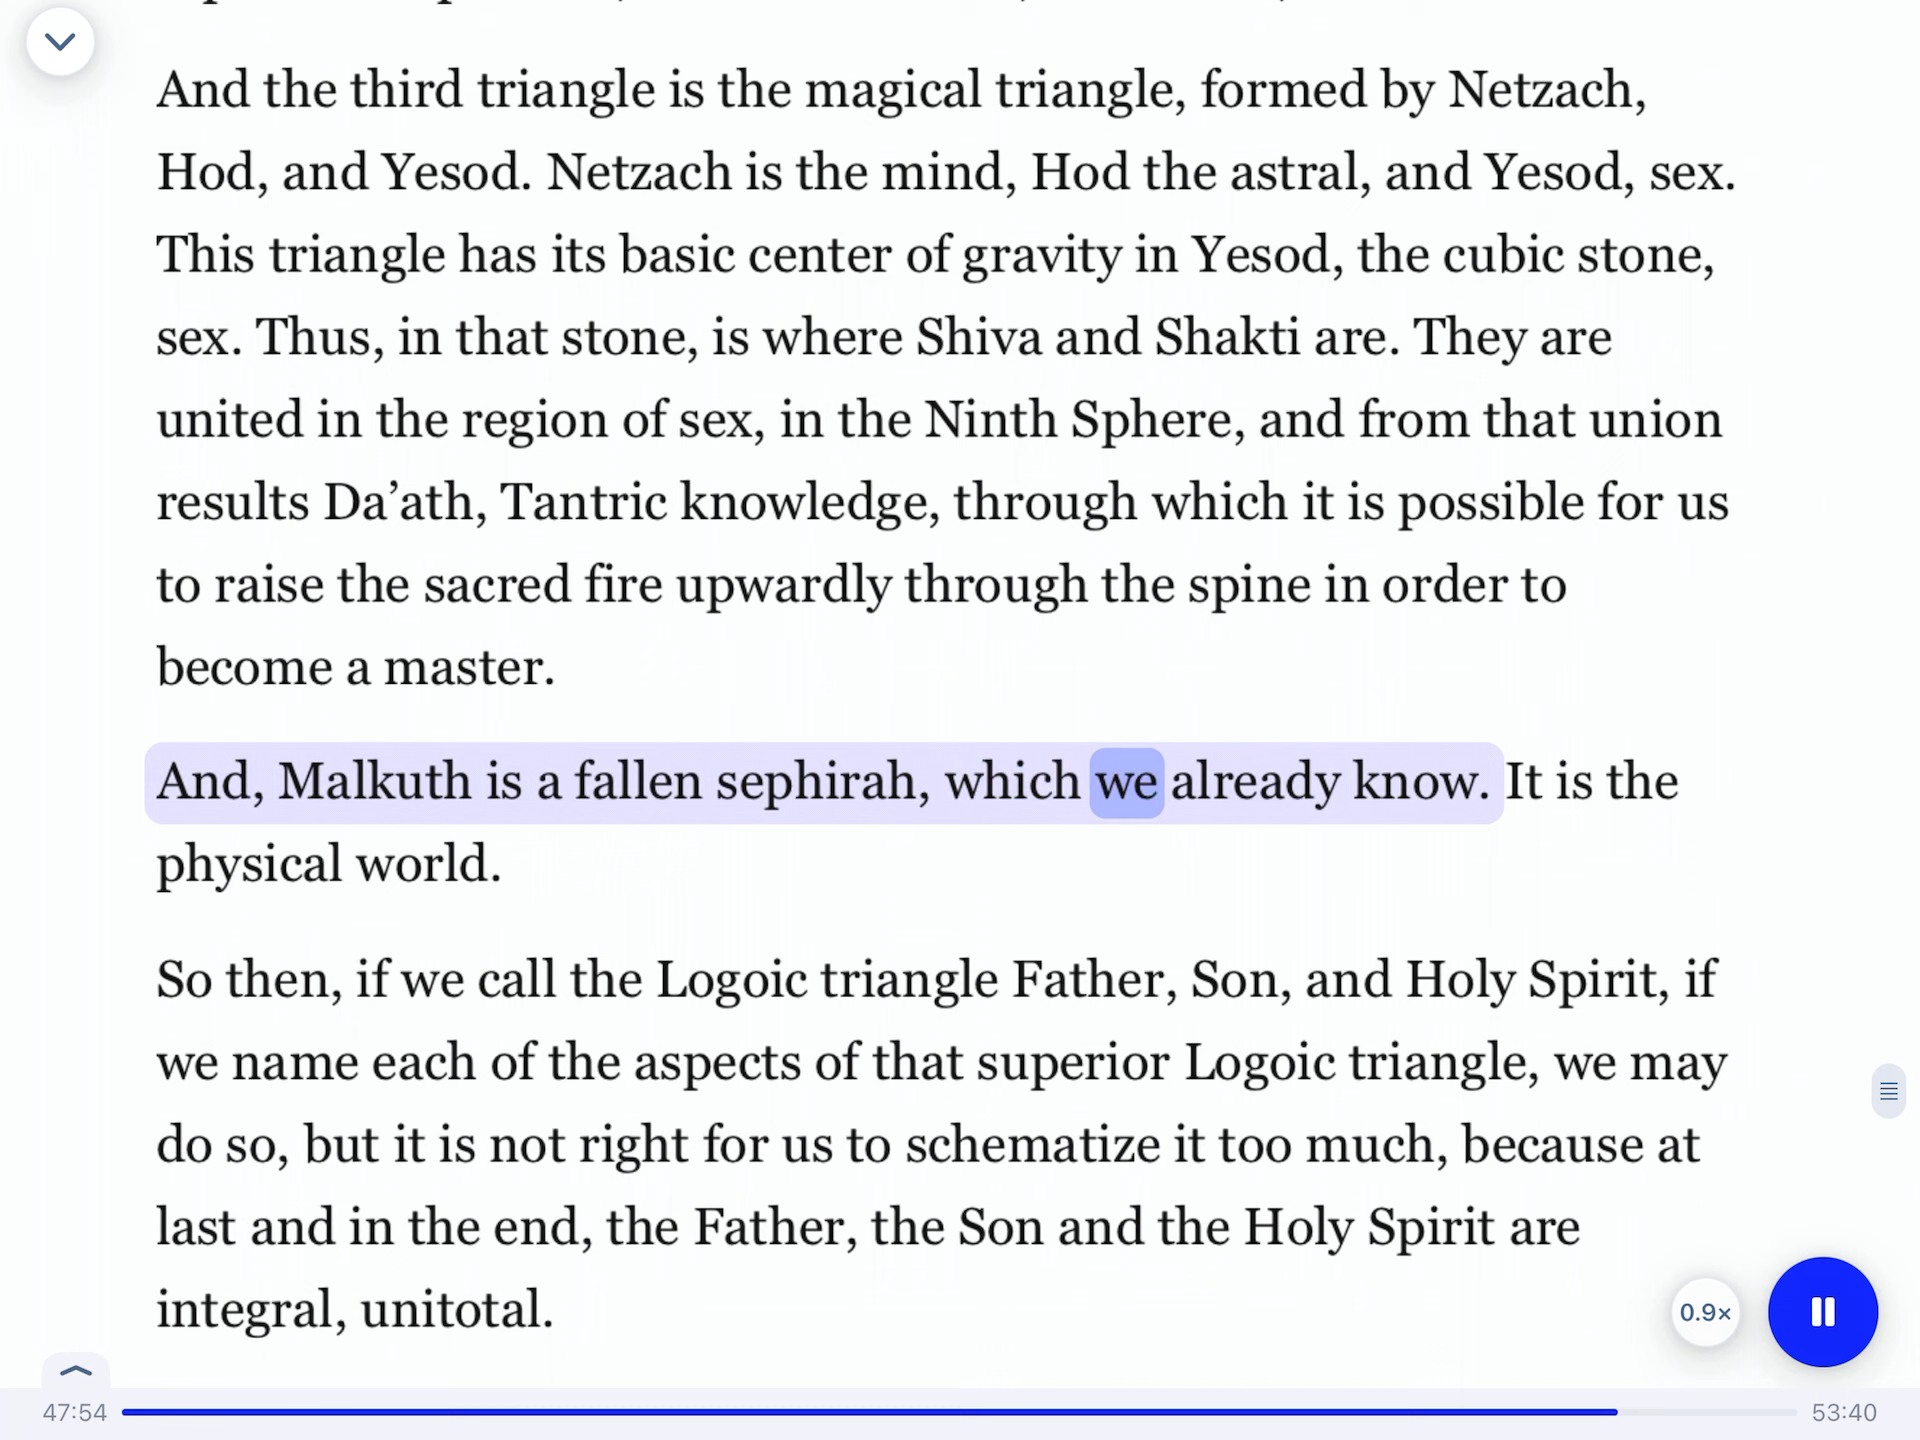 And the third triangle is the magical triangle, formed by Netzach,
Hod, and Yesod. Netzach is the mind, Hod the astral, and Yesod, sex.
This triangle has its basic center of gravity in Yesod, the cubic stone,
sex. Thus, in that stone, is where Shiva and Shakti are. They are
united in the region of sex, in the Ninth Sphere, and from that union
results Da’ath, Tantric knowledge, through which it is possible for us
to raise the sacred fire upwardly through the spine in order to
become a master.
And, Malkuth is a fallen sephirah, which we already know. It is the
physical world.
So then, if we call the Logoic triangle Father, Son, and Holy Spirit, if
we name each of the aspects of that superior Logoic triangle, we may
do so, but it is not right for us to schematize it too much, because at
last and in the end, the Father, the Son and the Holy Spirit are
integral, unitotal.
0.9×
47:54
53:40